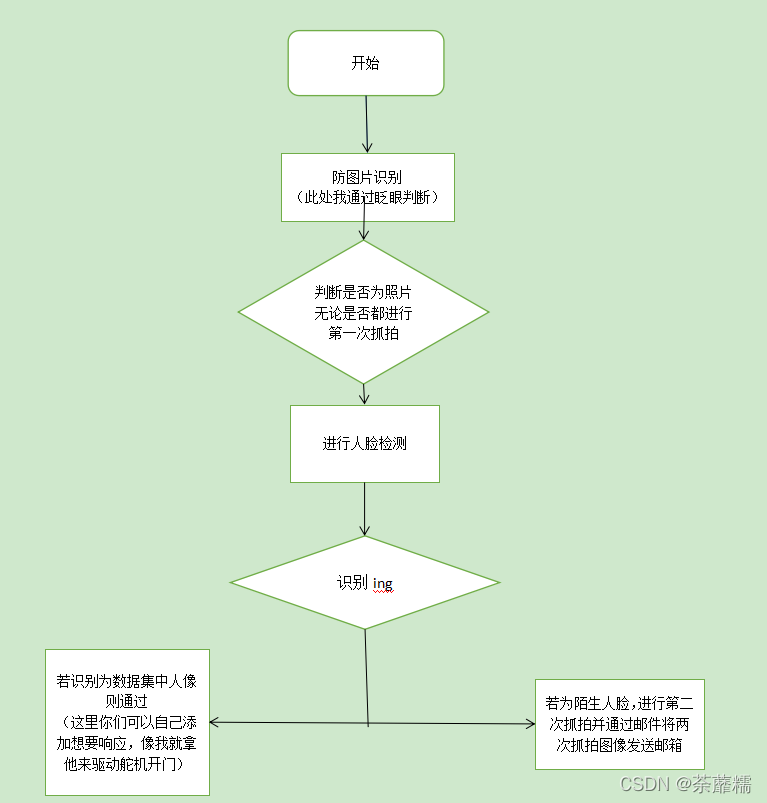 开始
防图片识别
（此处我通过眨眼判断）
判断是否为照片
无论是否都进行
第一次抓拍
进行人脸检测
识别 ing
若识别为数据集中人像
则通过
（这里你们可以自己添
加想要响应，像我就拿
他来驱动舵机开门）
若为陌生人脸，进行第二
次抓拍并通过邮件将两
次抓拍图像发送邮箱
CSDN @荼蘼糯